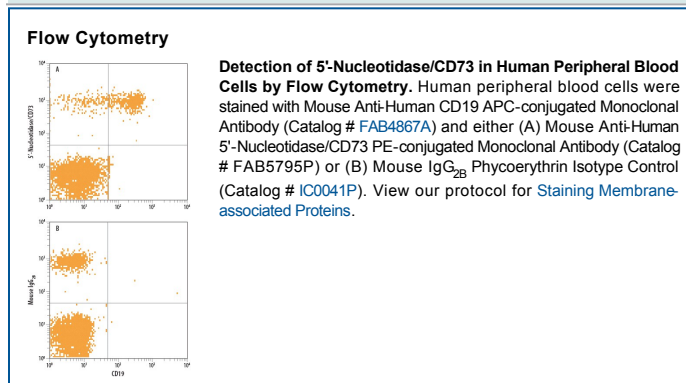 Flow Cytometry
Detection of 5'-Nucleotidase/CD73 in Human Peripheral Blood
Cells by Flow Cytometry. Human peripheral blood cells were
stained with Mouse Anti-Human CD19 APC-conjugated Monoclonal
Antibody (Catalog # FAB4867A) and either (A) Mouse Anti-Human
5'-Nucleotidase/CD73 PE-conjugated Monoclonal Antibody (Catalog
# FAB5795P) or (B) Mouse IgG2B Phycoerythrin Isotype Control
(Catalog # IC0041P). View our protocol for Staining Membrane-
associated Proteins.
A
5'-Nucleotidase/CD73
B
Mouse IgG2B
CD19